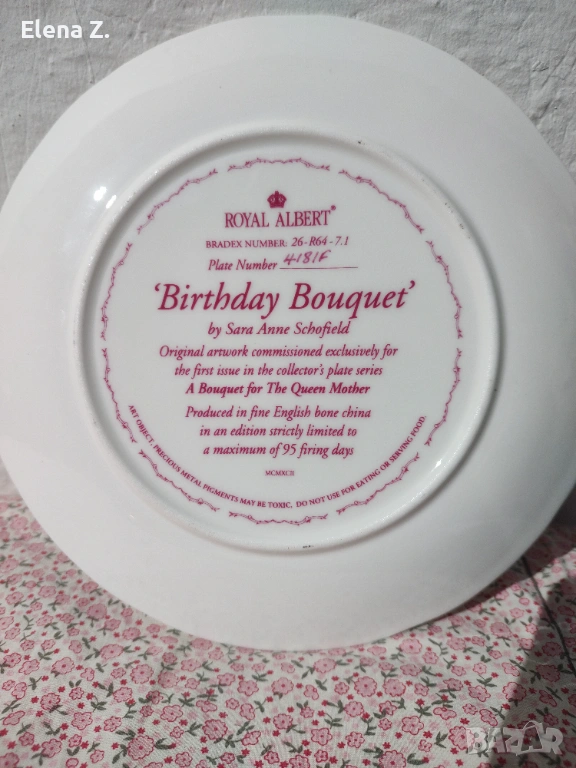 Elena Z.
ROYAL ALBERT®
BRADEX NUMBER: 26-R64-7.1
Plate Number 4181F
'Birthday Bouquet'
by Sara Anne Schofield
Original artwork commissioned exclusively for
the first issue in the collector's plate series
A Bouquet for The Queen Mother
Produced in fine English bone china
in an edition strictly limited to
a maximum of 95 firing days
MCMXCII
ART OBJECT, PRECIOUS METAL PIGMENTS MAY BE TOXIC. DO NOT USE FOR EATING OR SERVING FOOD.
BAZAR